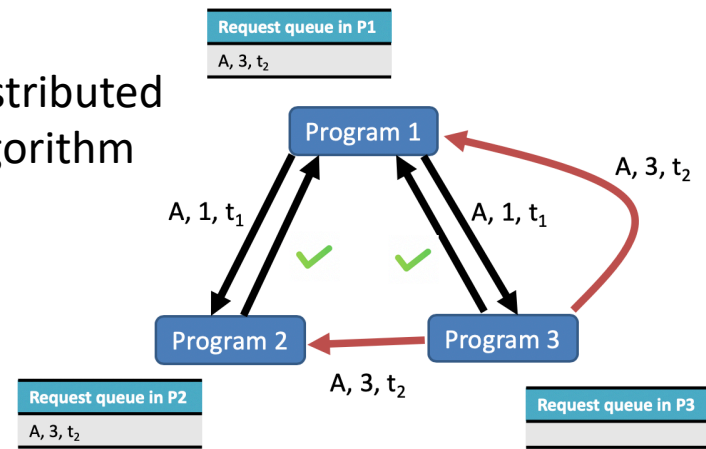 Request queue in P1
A, 3, t₂
stributed
gorithm
Program 1
A, 3, t₂
A, 1, t₁
A, 1, t₁
Program 2
Program 3
A, 3, t₂
Request queue in P2
A, 3, t₂
Request queue in P3